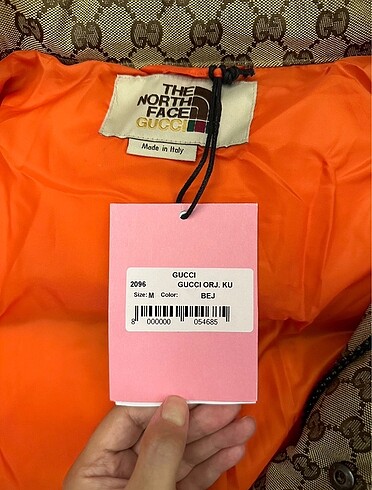 THE
NORTH
FACE
GUCCI
Made in Italy
GUCCI
2096 GUCCI ORJ. KU
Size: M Color: BEJ
8 000000 054685